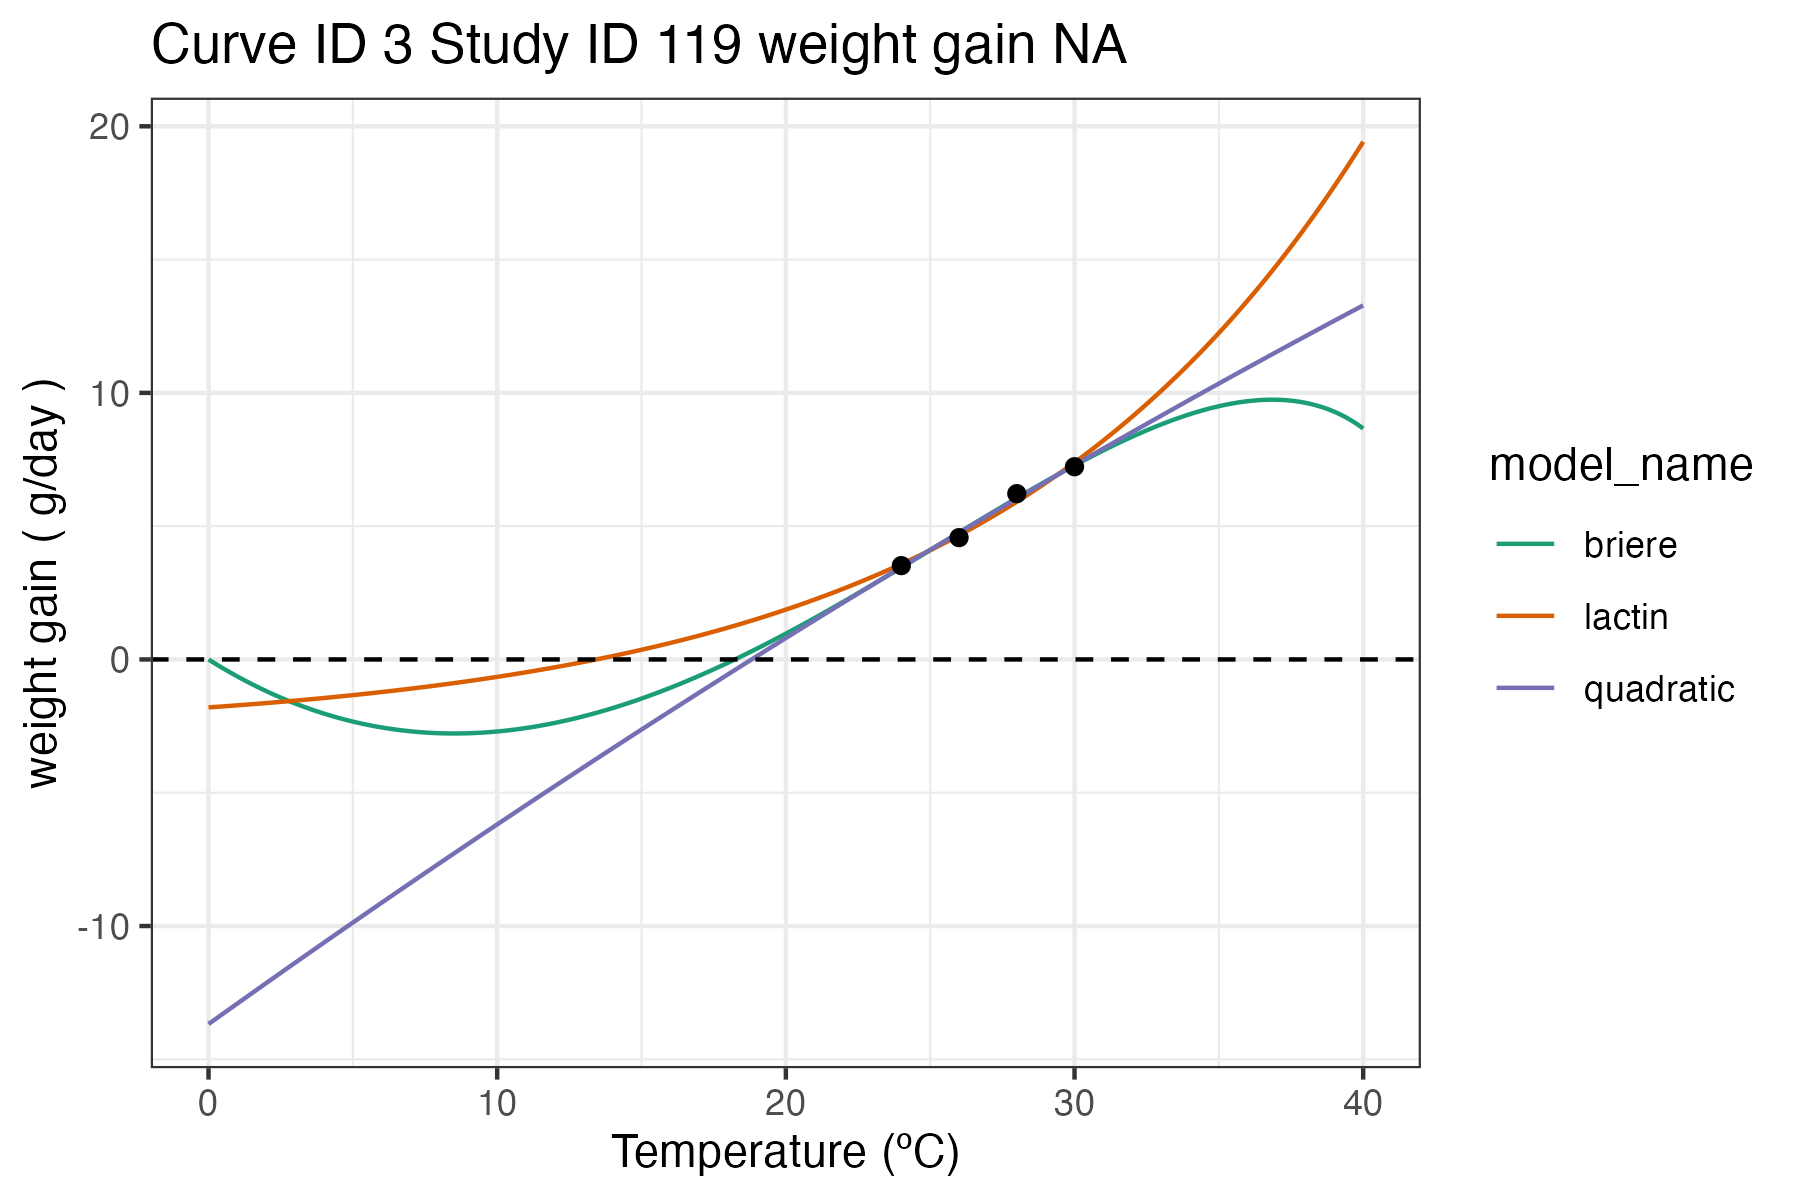 Curve ID 3 Study ID 119 weight gain NA
20
10
0
-10
weight gain ( g/day )
0 10 20 30 40
Temperature (ºC)
model_name
briere
lactin
quadratic